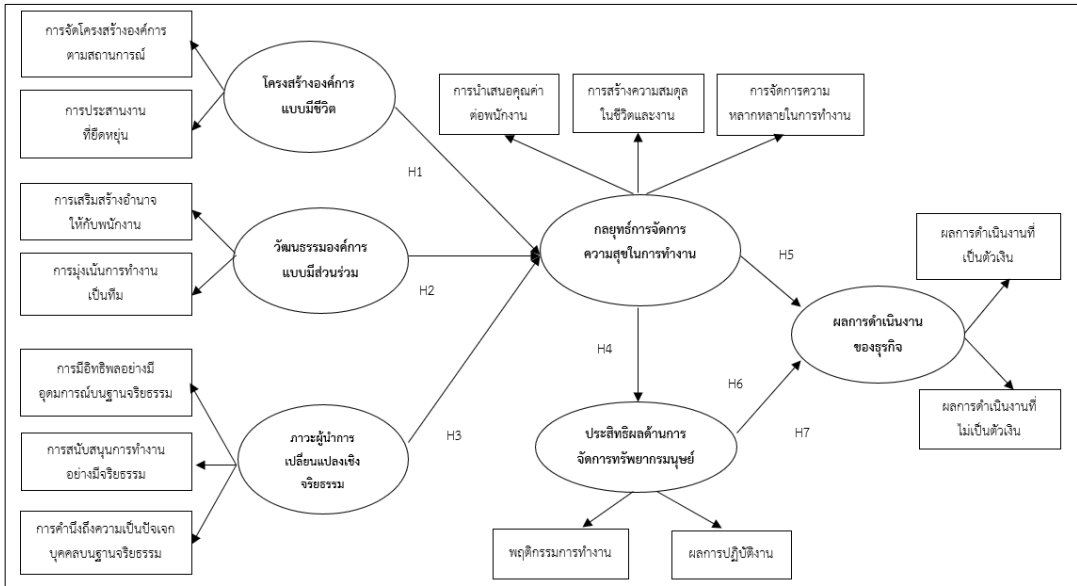 การจัดโครงสร้างองค์การ
ตามสถานการณ์
การประสานงาน
ที่ยืดหยุ่น
โครงสร้างองค์การ
แบบมีชีวิต
การนำเสนอคุณค่า
ต่อพนักงาน
การสร้างความสมดุล
ในชีวิตและงาน
การจัดการความ
หลากหลายในการทำงาน
H1
การเสริมสร้างอำนาจ
ให้กับพนักงาน
การมุ่งเน้นการทำงาน
เป็นทีม
วัฒนธรรมองค์การ
แบบมีส่วนร่วม
H2
กลยุทธ์การจัดการ
ความสุขในการทำงาน
H5
ผลการดำเนินงานที่
เป็นตัวเงิน
ผลการดำเนินงาน
ของธุรกิจ
H4
H6
ผลการดำเนินงานที่
ไม่เป็นตัวเงิน
การมีอิทธิพลอย่างมี
อุดมการณ์บนฐานจริยธรรม
การสนับสนุนการทำงาน
อย่างมีจริยธรรม
การคำนึงถึงความเป็นปัจเจก
บุคคลบนฐานจริยธรรม
ภาวะผู้นำการ
เปลี่ยนแปลงเชิง
จริยธรรม
H3
ประสิทธิผลด้านการ
จัดการทรัพยากรมนุษย์
H7
พฤติกรรมการทำงาน
ผลการปฏิบัติงาน